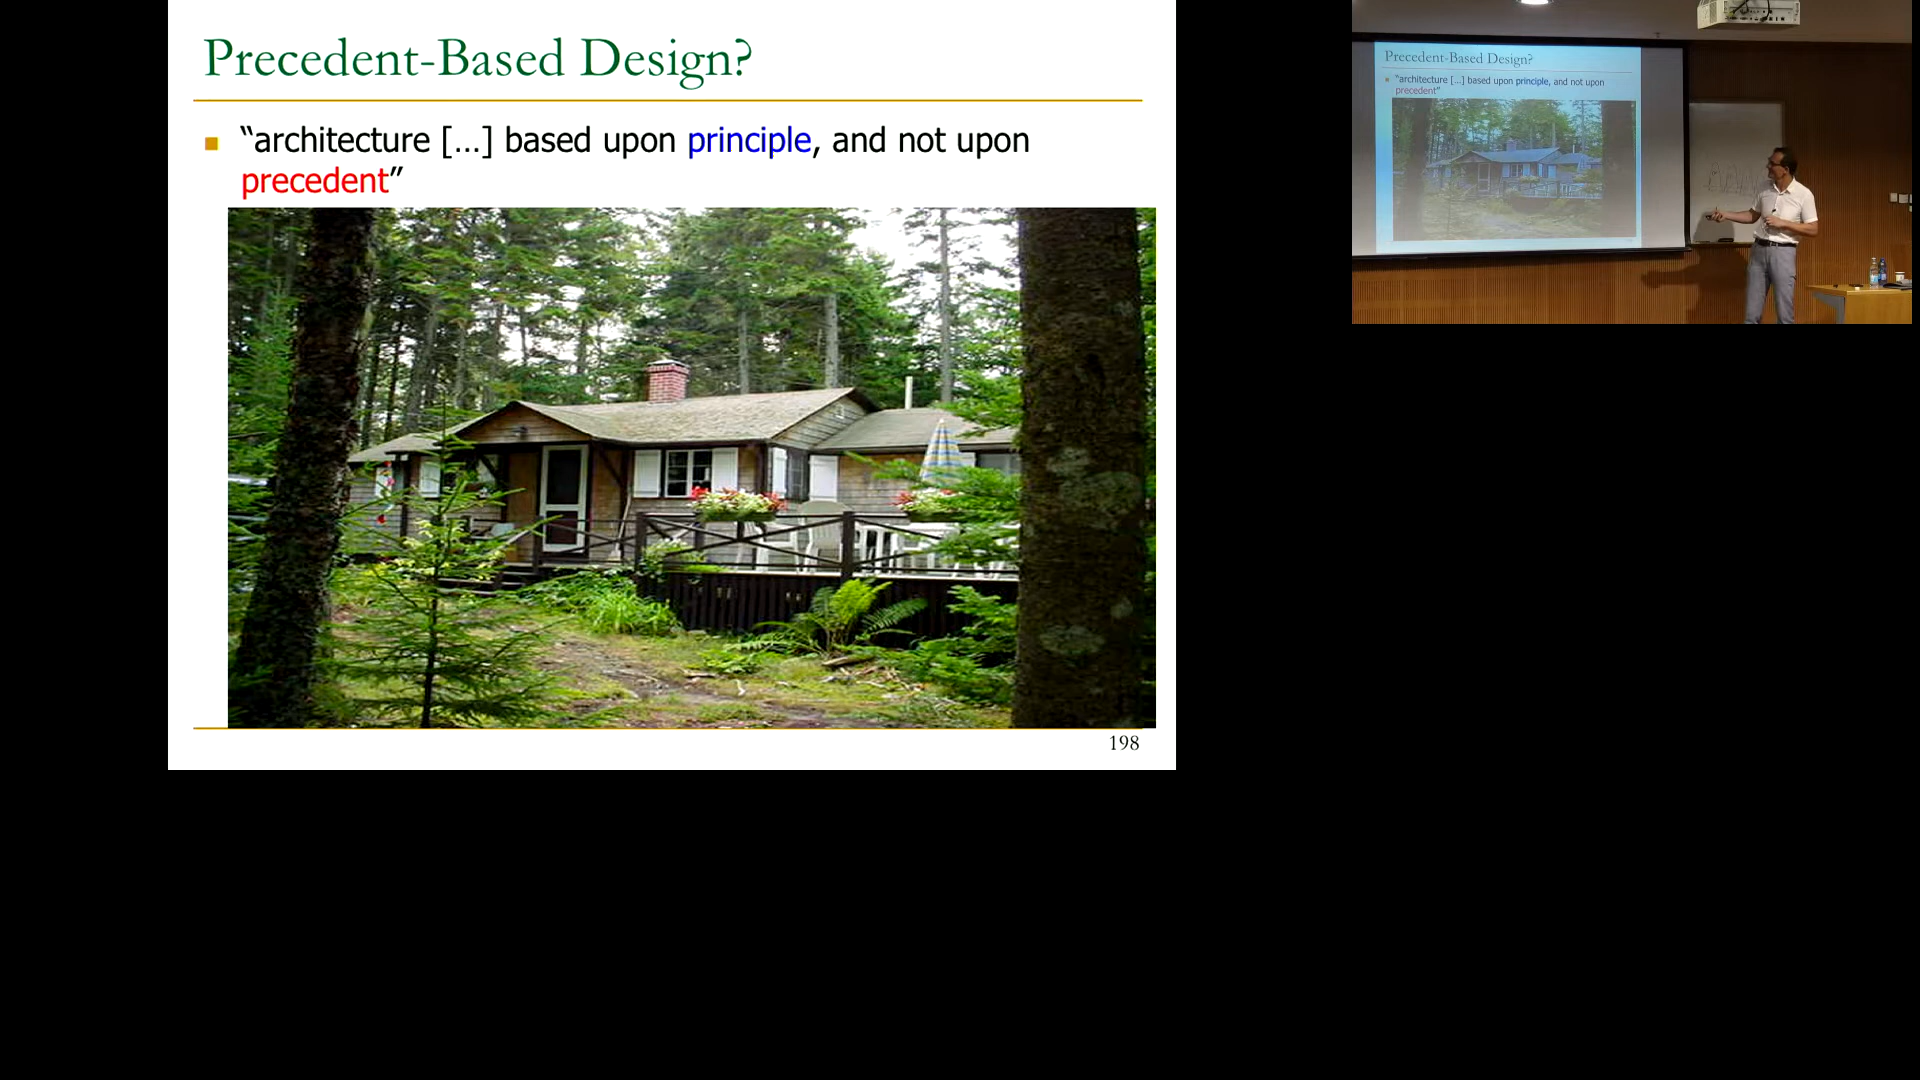 Precedent-Based Design?
“architecture […] based upon principle, and not upon
precedent”
198
Precedent-Based Design?
“architecture […] based upon principle, and not upon
precedent”